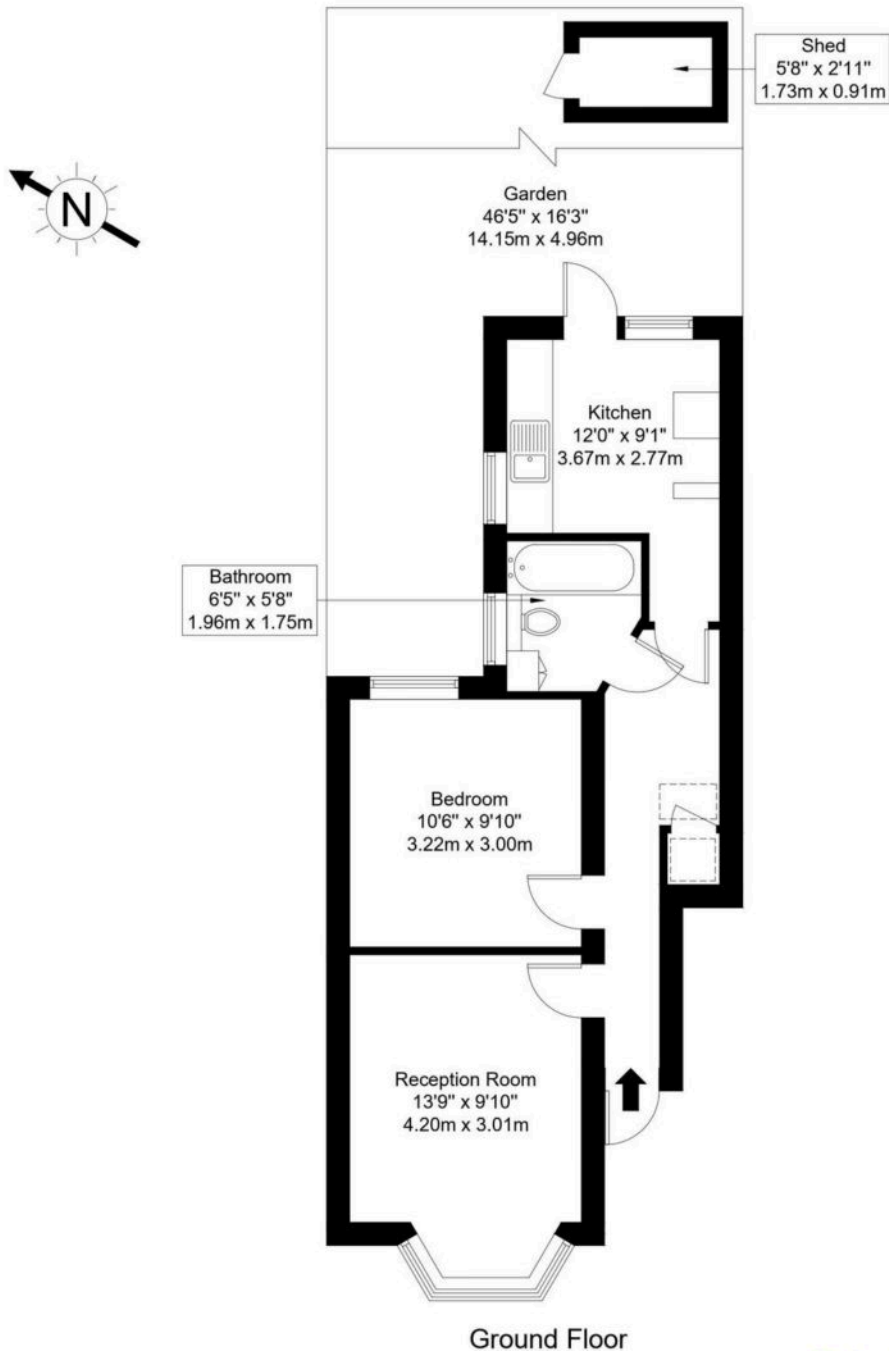 Shed
5'8" x 2'11"
1.73m x 0.91m
N
Garden
46'5" x 16'3"
14.15m x 4.96m
Kitchen
12'0" x 9'1"
3.67m x 2.77m
Bathroom
6'5" x 5'8"
1.96m x 1.75m
Bedroom
10'6" x 9'10"
3.22m x 3.00m
Reception Room
13'9" x 9'10"
4.20m x 3.01m
Ground Floor